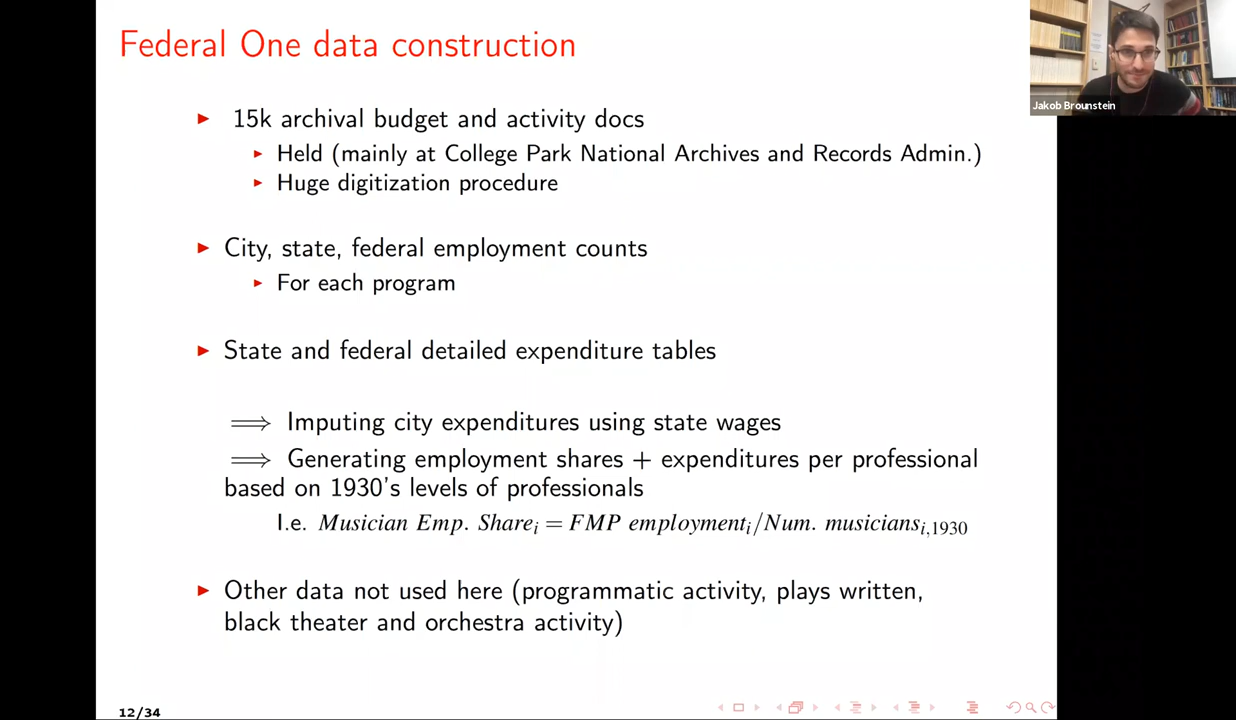 Federal One data construction
Jakob Brounstein
15k archival budget and activity docs
Held (mainly at College Park National Archives and Records Admin.)
Huge digitization procedure
City, state, federal employment counts
For each program
State and federal detailed expenditure tables
⟹ Imputing city expenditures using state wages
⟹ Generating employment shares + expenditures per professional
based on 1930's levels of professionals
I.e. Musician Emp. Share_i = FMP employment_i/Num. musicians_i,1930
Other data not used here (programmatic activity, plays written,
black theater and orchestra activity)
12/34